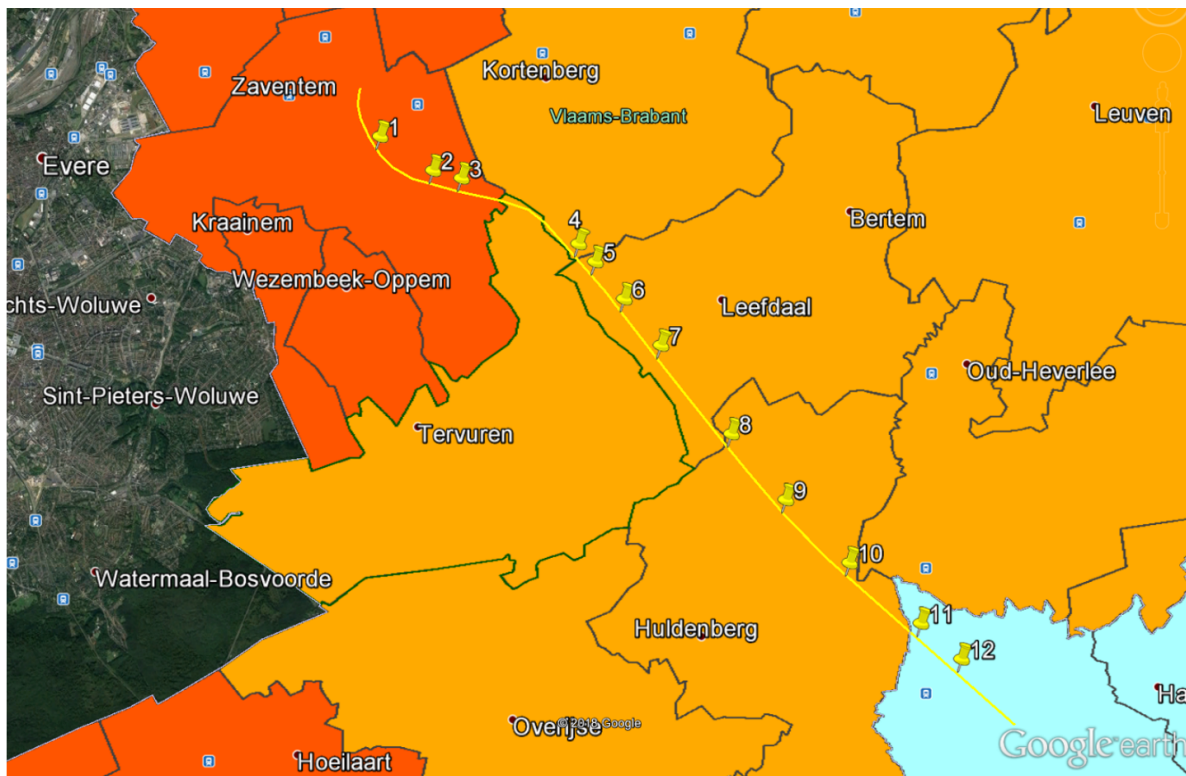 Kortenberg
Zaventem
Vlaams-Brabant
Leuven
1
Evere
2
3
Kraainem
Bertem
4
5
Wezembeek-Oppem
6
chts-Woluwe
Leefdaal
7
Oud-Heverlee
Sint-Pieters-Woluwe
Tervuren
8
9
10
Watermaal-Bosvoorde
11
Huldenberg
12
Ha
Overijse
© 2018 Google
Google earth
Hoeilaart